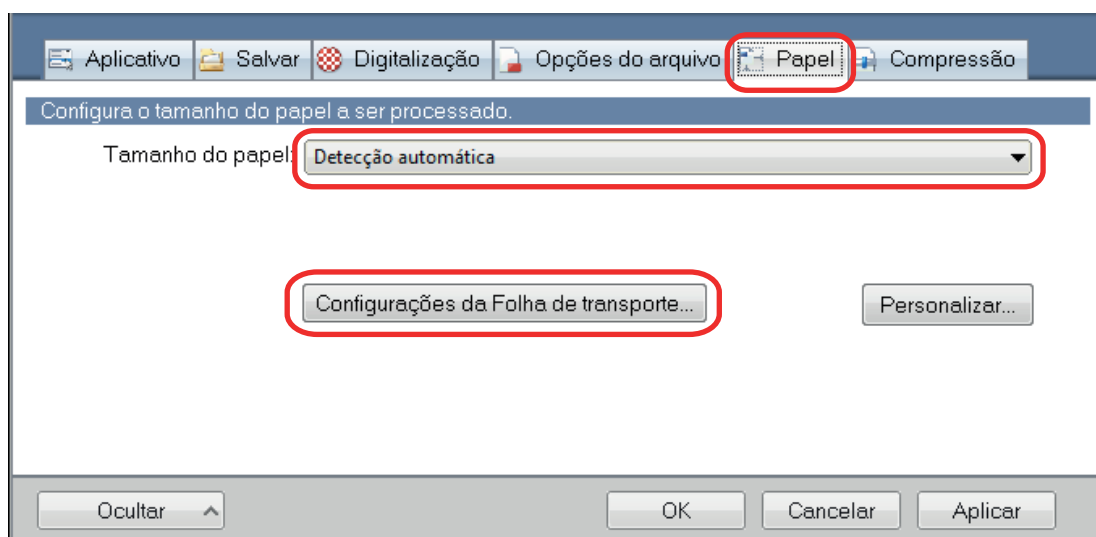 Aplicativo Salvar Digitalização Opções do arquivo Papel Compressão
Configura o tamanho do papel a ser processado.
Tamanho do papel: Detecção automática
Configurações da Folha de transporte... Personalizar...
Ocultar OK Cancelar Aplicar